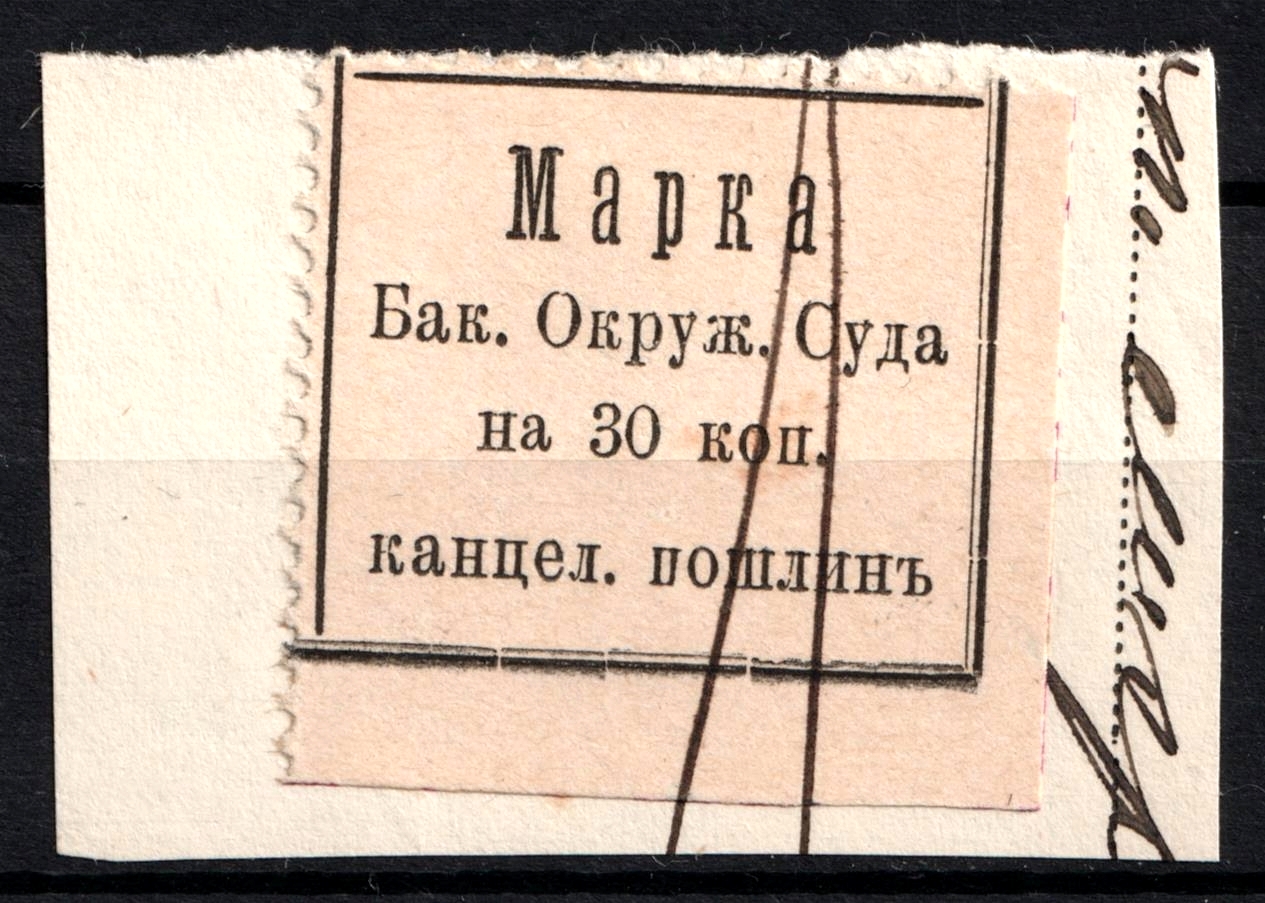 Марка
Бак. Окруж. Суда
на 30 коп.
канцел. пошлинъ